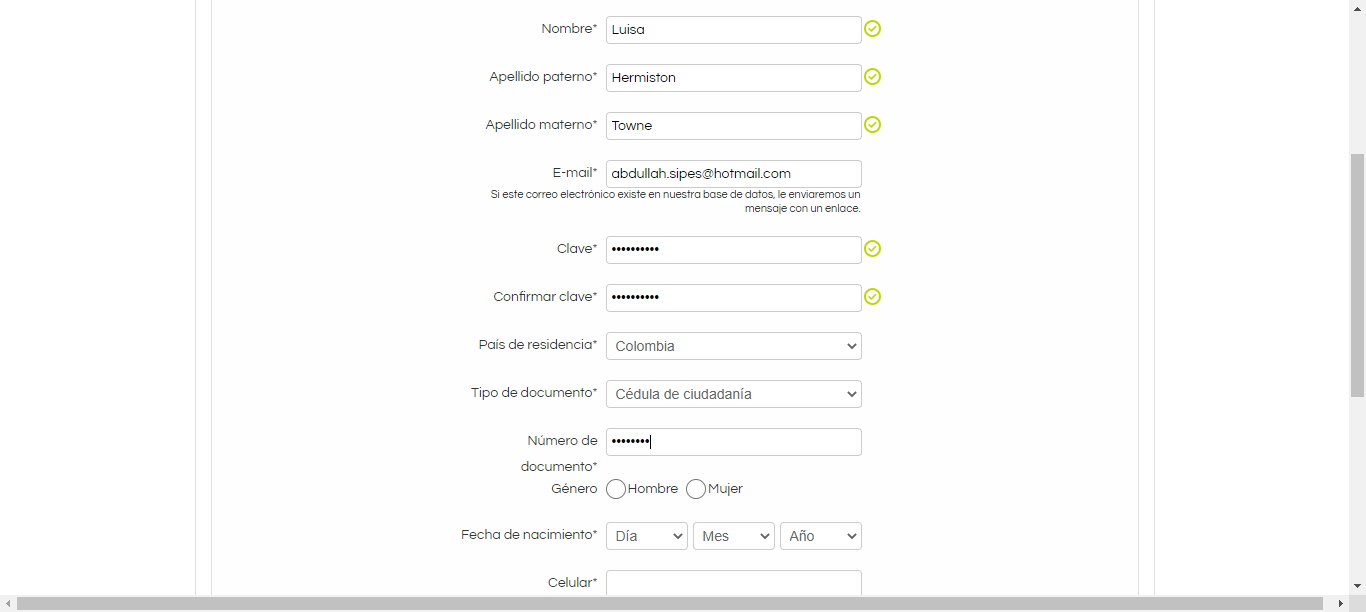 Nombre* Luisa
Apellido paterno* Hermiston
Apellido materno* Towne
E-mail* abdullah.sipes@hotmail.com
Si este correo electrónico existe en nuestra base de datos, le enviaremos un
mensaje con un enlace.
Clave* ••••••••••
Confirmar clave* ••••••••••
País de residencia* Colombia
Tipo de documento* Cédula de ciudadanía
Número de ••••••••
documento*
Género Hombre Mujer
Fecha de nacimiento* Día Mes Año
Celular*